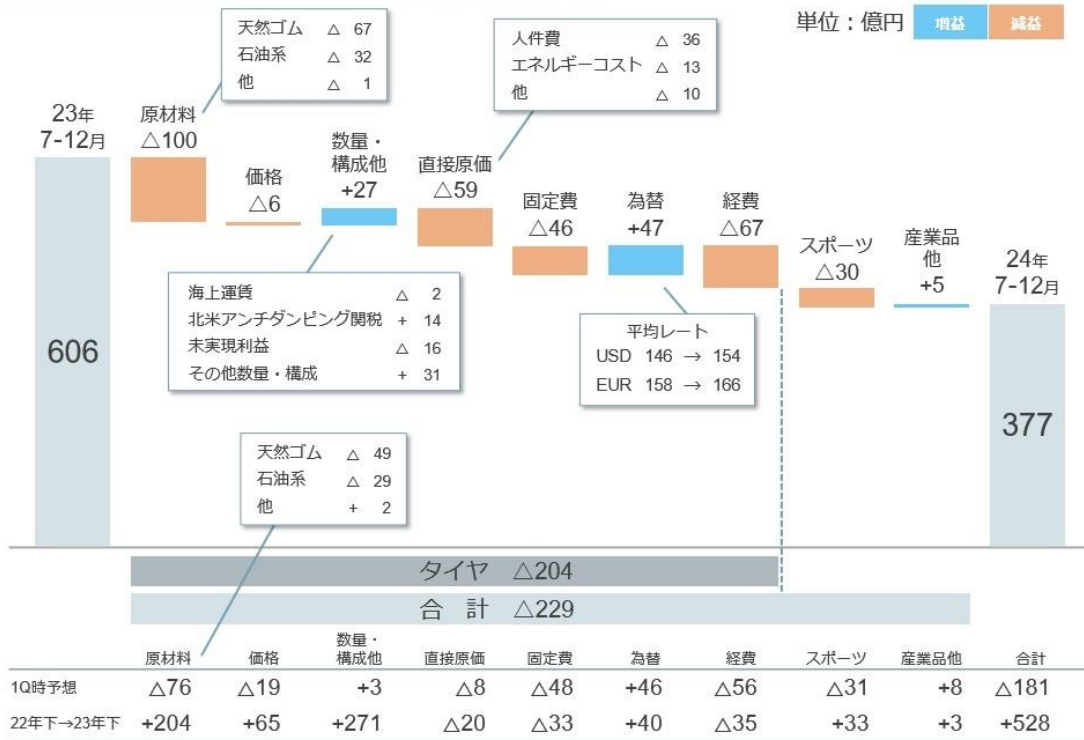 単位：億円 増益 減益
天然ゴム △ 67
石油系 △ 32
他 △ 1
人件費 △ 36
エネルギーコスト △ 13
他 △ 10
23年
7-12月
606
原材料
△100
価格
△6
数量・
構成他
+27
直接原価
△59
固定費
△46
為替
+47
経費
△67
スポーツ
△30
産業品
他
+5
24年
7-12月
377
海上運賃 △ 2
北米アンチダンピング関税 + 14
未実現利益 △ 16
その他数量・構成 + 31
平均レート
USD 146 → 154
EUR 158 → 166
天然ゴム △ 49
石油系 △ 29
他 + 2
タイヤ △204
合 計 △229
原材料 価格 数量・構成他 直接原価 固定費 為替 経費 スポーツ 産業品他 合計
1Q時予想 △76 △19 +3 △8 △48 +46 △56 △31 +8 △181
22年下→23年下 +204 +65 +271 △20 △33 +40 △35 +33 +3 +528